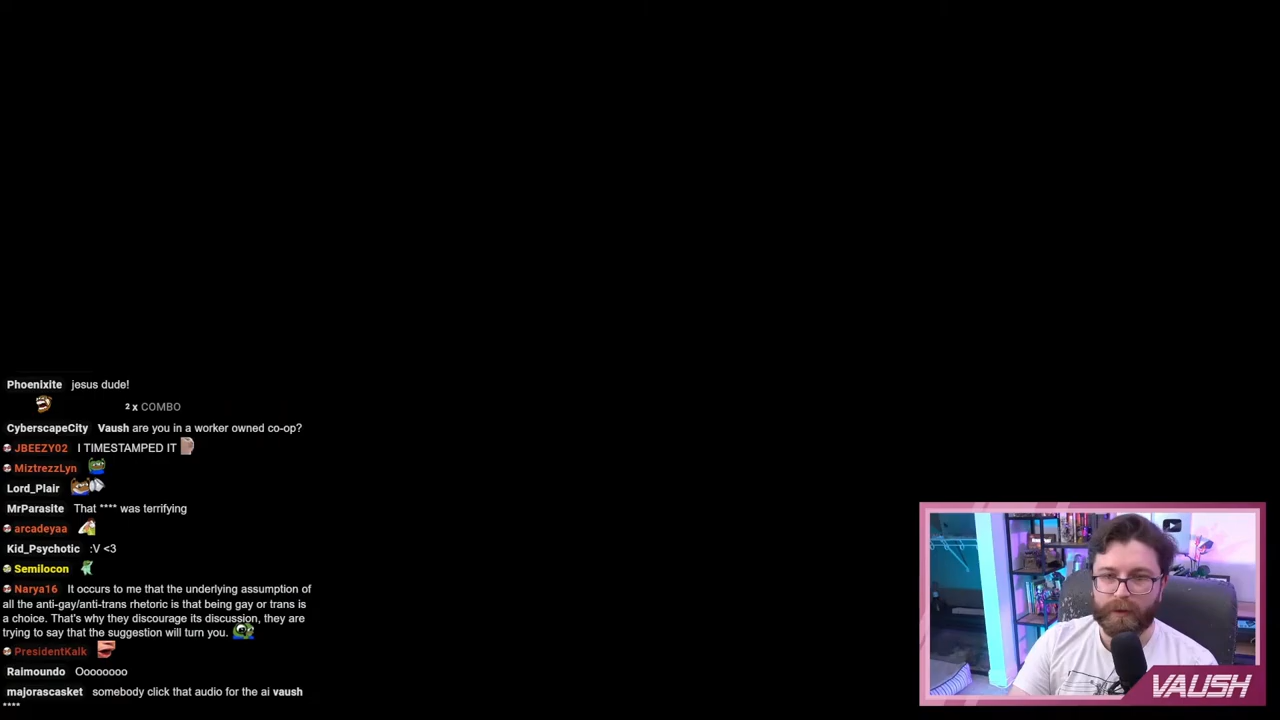 Phoenixite jesus dude!
2 x COMBO
CyberscapeCity Vaush are you in a worker owned co-op?
JBEEZY02 I TIMESTAMPED IT
MiztrezzLyn
Lord_Plair
MrParasite That **** was terrifying
arcadeyaa
Kid_Psychotic :V <3
Semilocon
Narya16 It occurs to me that the underlying assumption of
all the anti-gay/anti-trans rhetoric is that being gay or trans is
a choice. That's why they discourage its discussion, they are
trying to say that the suggestion will turn you.
PresidentKalk
Raimoundo Oooooooo
majorascasket somebody click that audio for the ai vaush
****
VAUSH